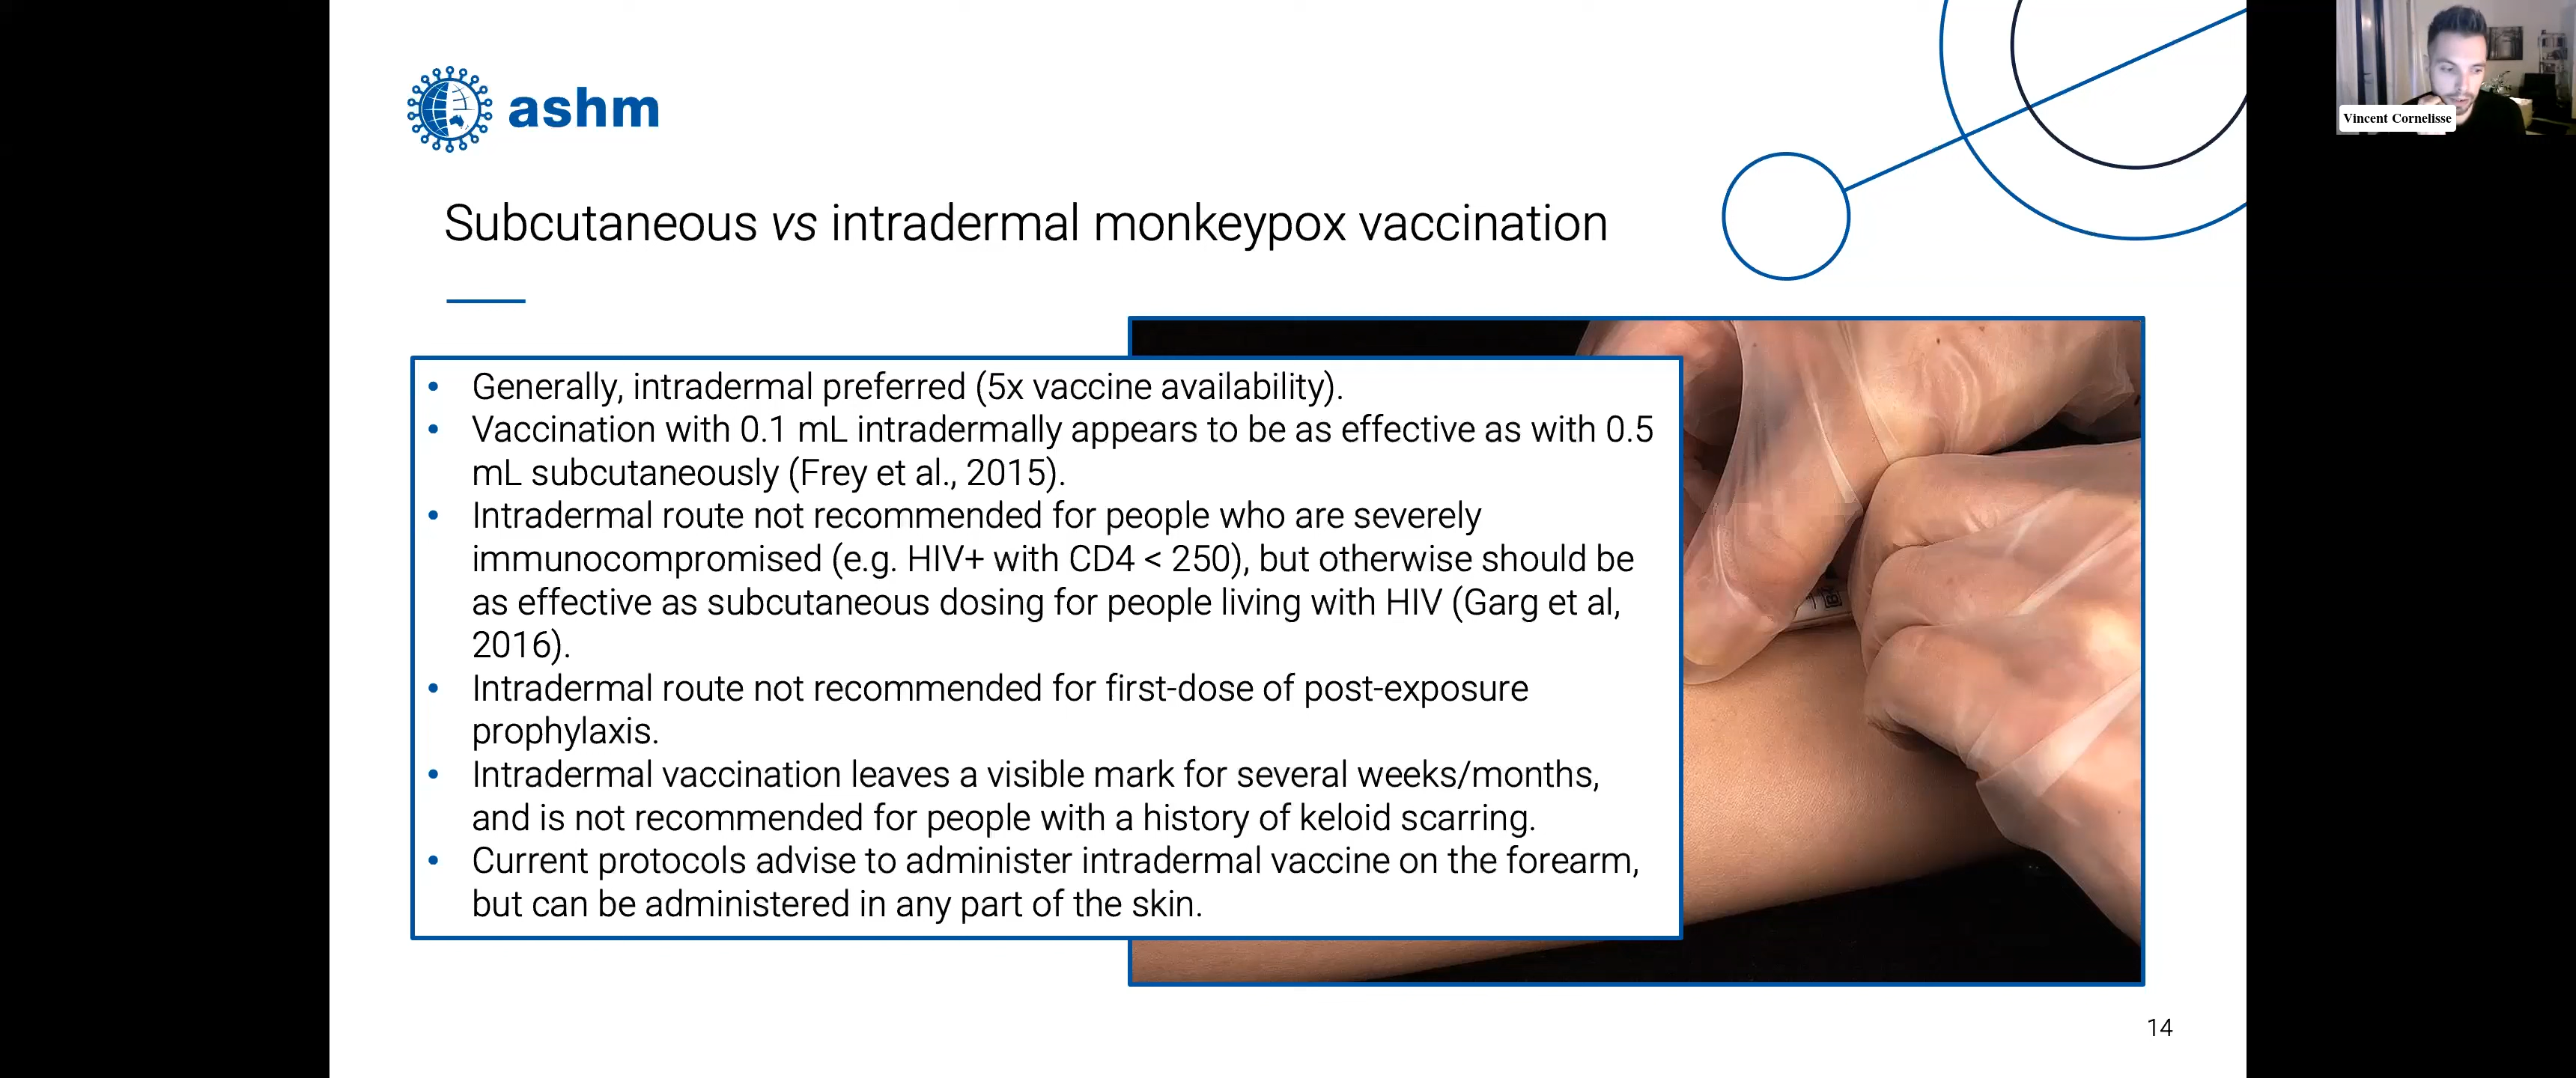 ashm
Vincent Cornelisse
Subcutaneous vs intradermal monkeypox vaccination
• Generally, intradermal preferred (5x vaccine availability).
• Vaccination with 0.1 mL intradermally appears to be as effective as with 0.5
mL subcutaneously (Frey et al., 2015).
• Intradermal route not recommended for people who are severely
immunocompromised (e.g. HIV+ with CD4 < 250), but otherwise should be
as effective as subcutaneous dosing for people living with HIV (Garg et al,
2016).
• Intradermal route not recommended for first-dose of post-exposure
prophylaxis.
• Intradermal vaccination leaves a visible mark for several weeks/months,
and is not recommended for people with a history of keloid scarring.
• Current protocols advise to administer intradermal vaccine on the forearm,
but can be administered in any part of the skin.
14